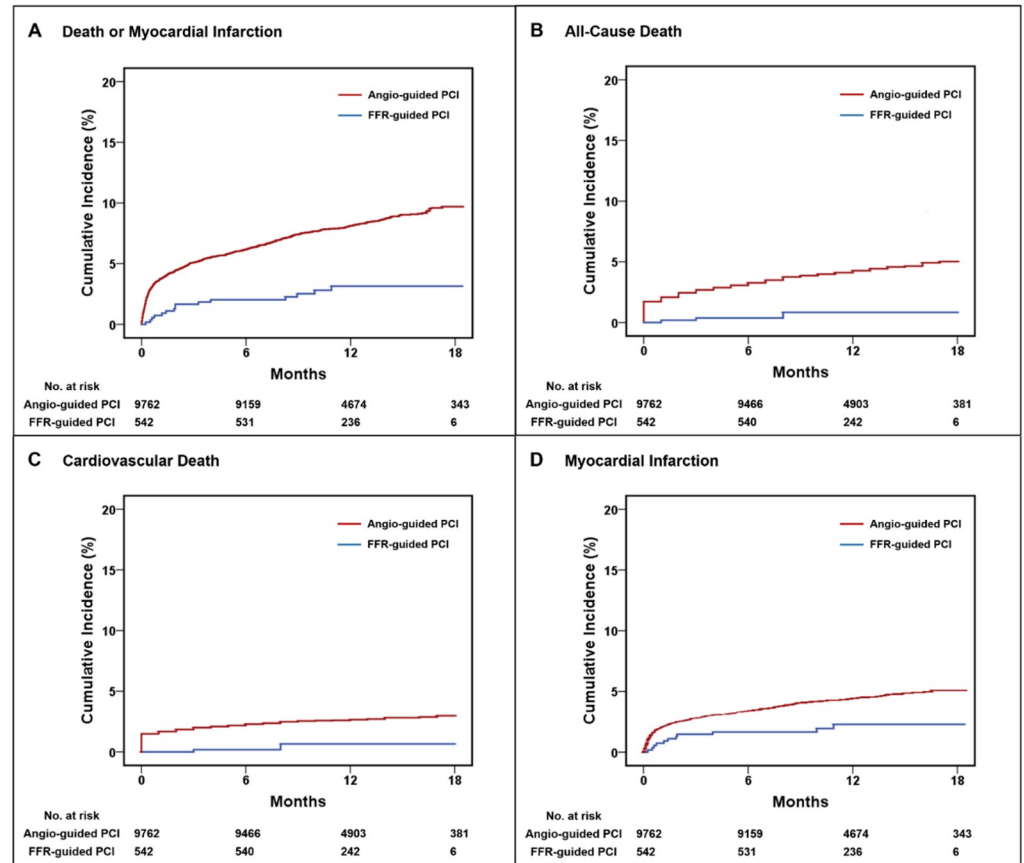 A Death or Myocardial Infarction
Cumulative Incidence (%)
20
15
10
5
0
Angio-guided PCI
FFR-guided PCI
0 6 12 18
Months
No. at risk
Angio-guided PCI 9762 9159 4674 343
FFR-guided PCI 542 531 236 6
B All-Cause Death
Cumulative Incidence (%)
20
15
10
5
0
Angio-guided PCI
FFR-guided PCI
0 6 12 18
Months
No. at risk
Angio-guided PCI 9762 9466 4903 381
FFR-guided PCI 542 540 242 6
C Cardiovascular Death
Cumulative Incidence (%)
20
15
10
5
0
Angio-guided PCI
FFR-guided PCI
0 6 12 18
Months
No. at risk
Angio-guided PCI 9762 9466 4903 381
FFR-guided PCI 542 540 242 6
D Myocardial Infarction
Cumulative Incidence (%)
20
15
10
5
0
Angio-guided PCI
FFR-guided PCI
0 6 12 18
Months
No. at risk
Angio-guided PCI 9762 9159 4674 343
FFR-guided PCI 542 531 236 6